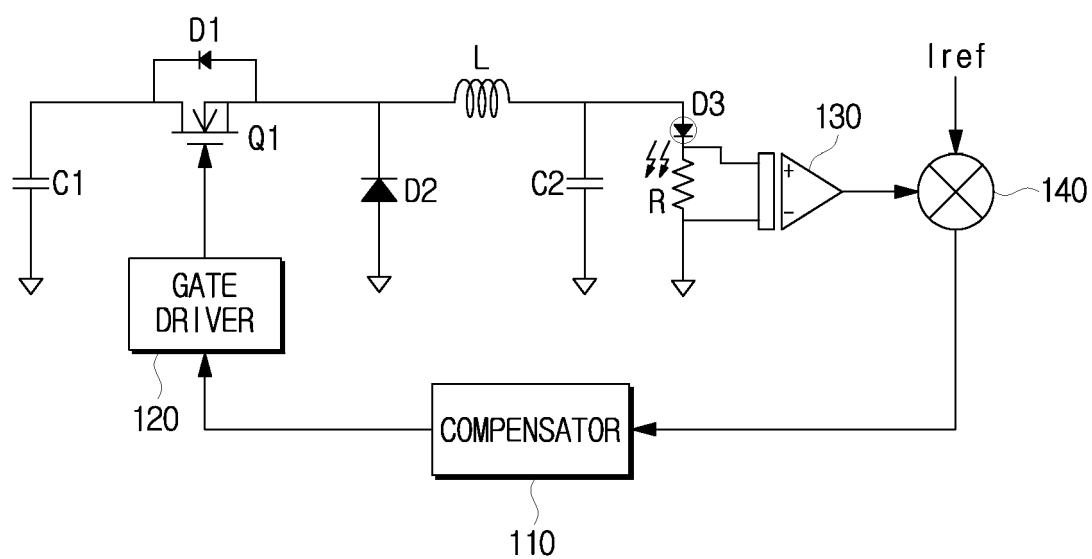 D1
L
Iref
D3
130
Q1
C1
D2
C2
R
+
-
140
GATE
DRIVER
120
COMPENSATOR
110